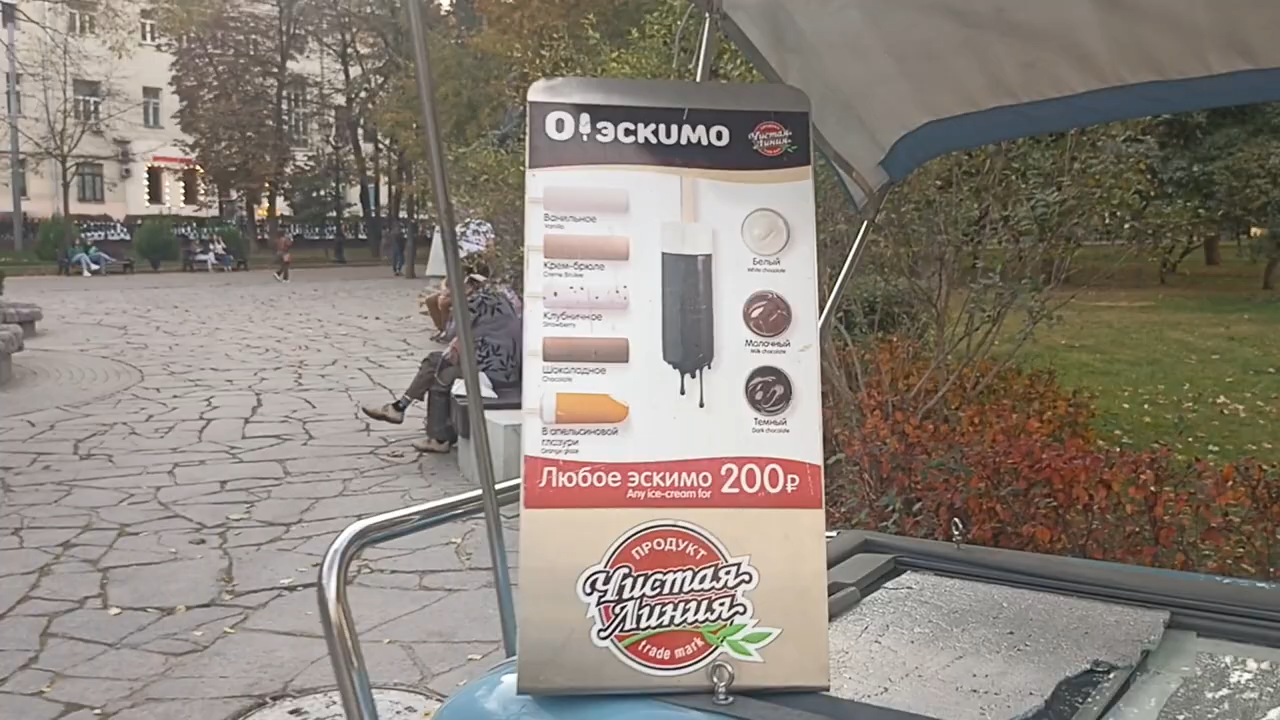 О!эскимо
Чистая
Линия
Ванильное
Vanilla
Крем-брюле
Creme Brulee
Клубничное
Strawberry
Шоколадное
Chocolate
В апельсиновой
глазури
Orange glaze
Белый
White chocolate
Молочный
Milk chocolate
Темный
Dark chocolate
Любое эскимо 200₽
Any ice-cream for
ПРОДУКТ
Чистая
Линия
trade mark